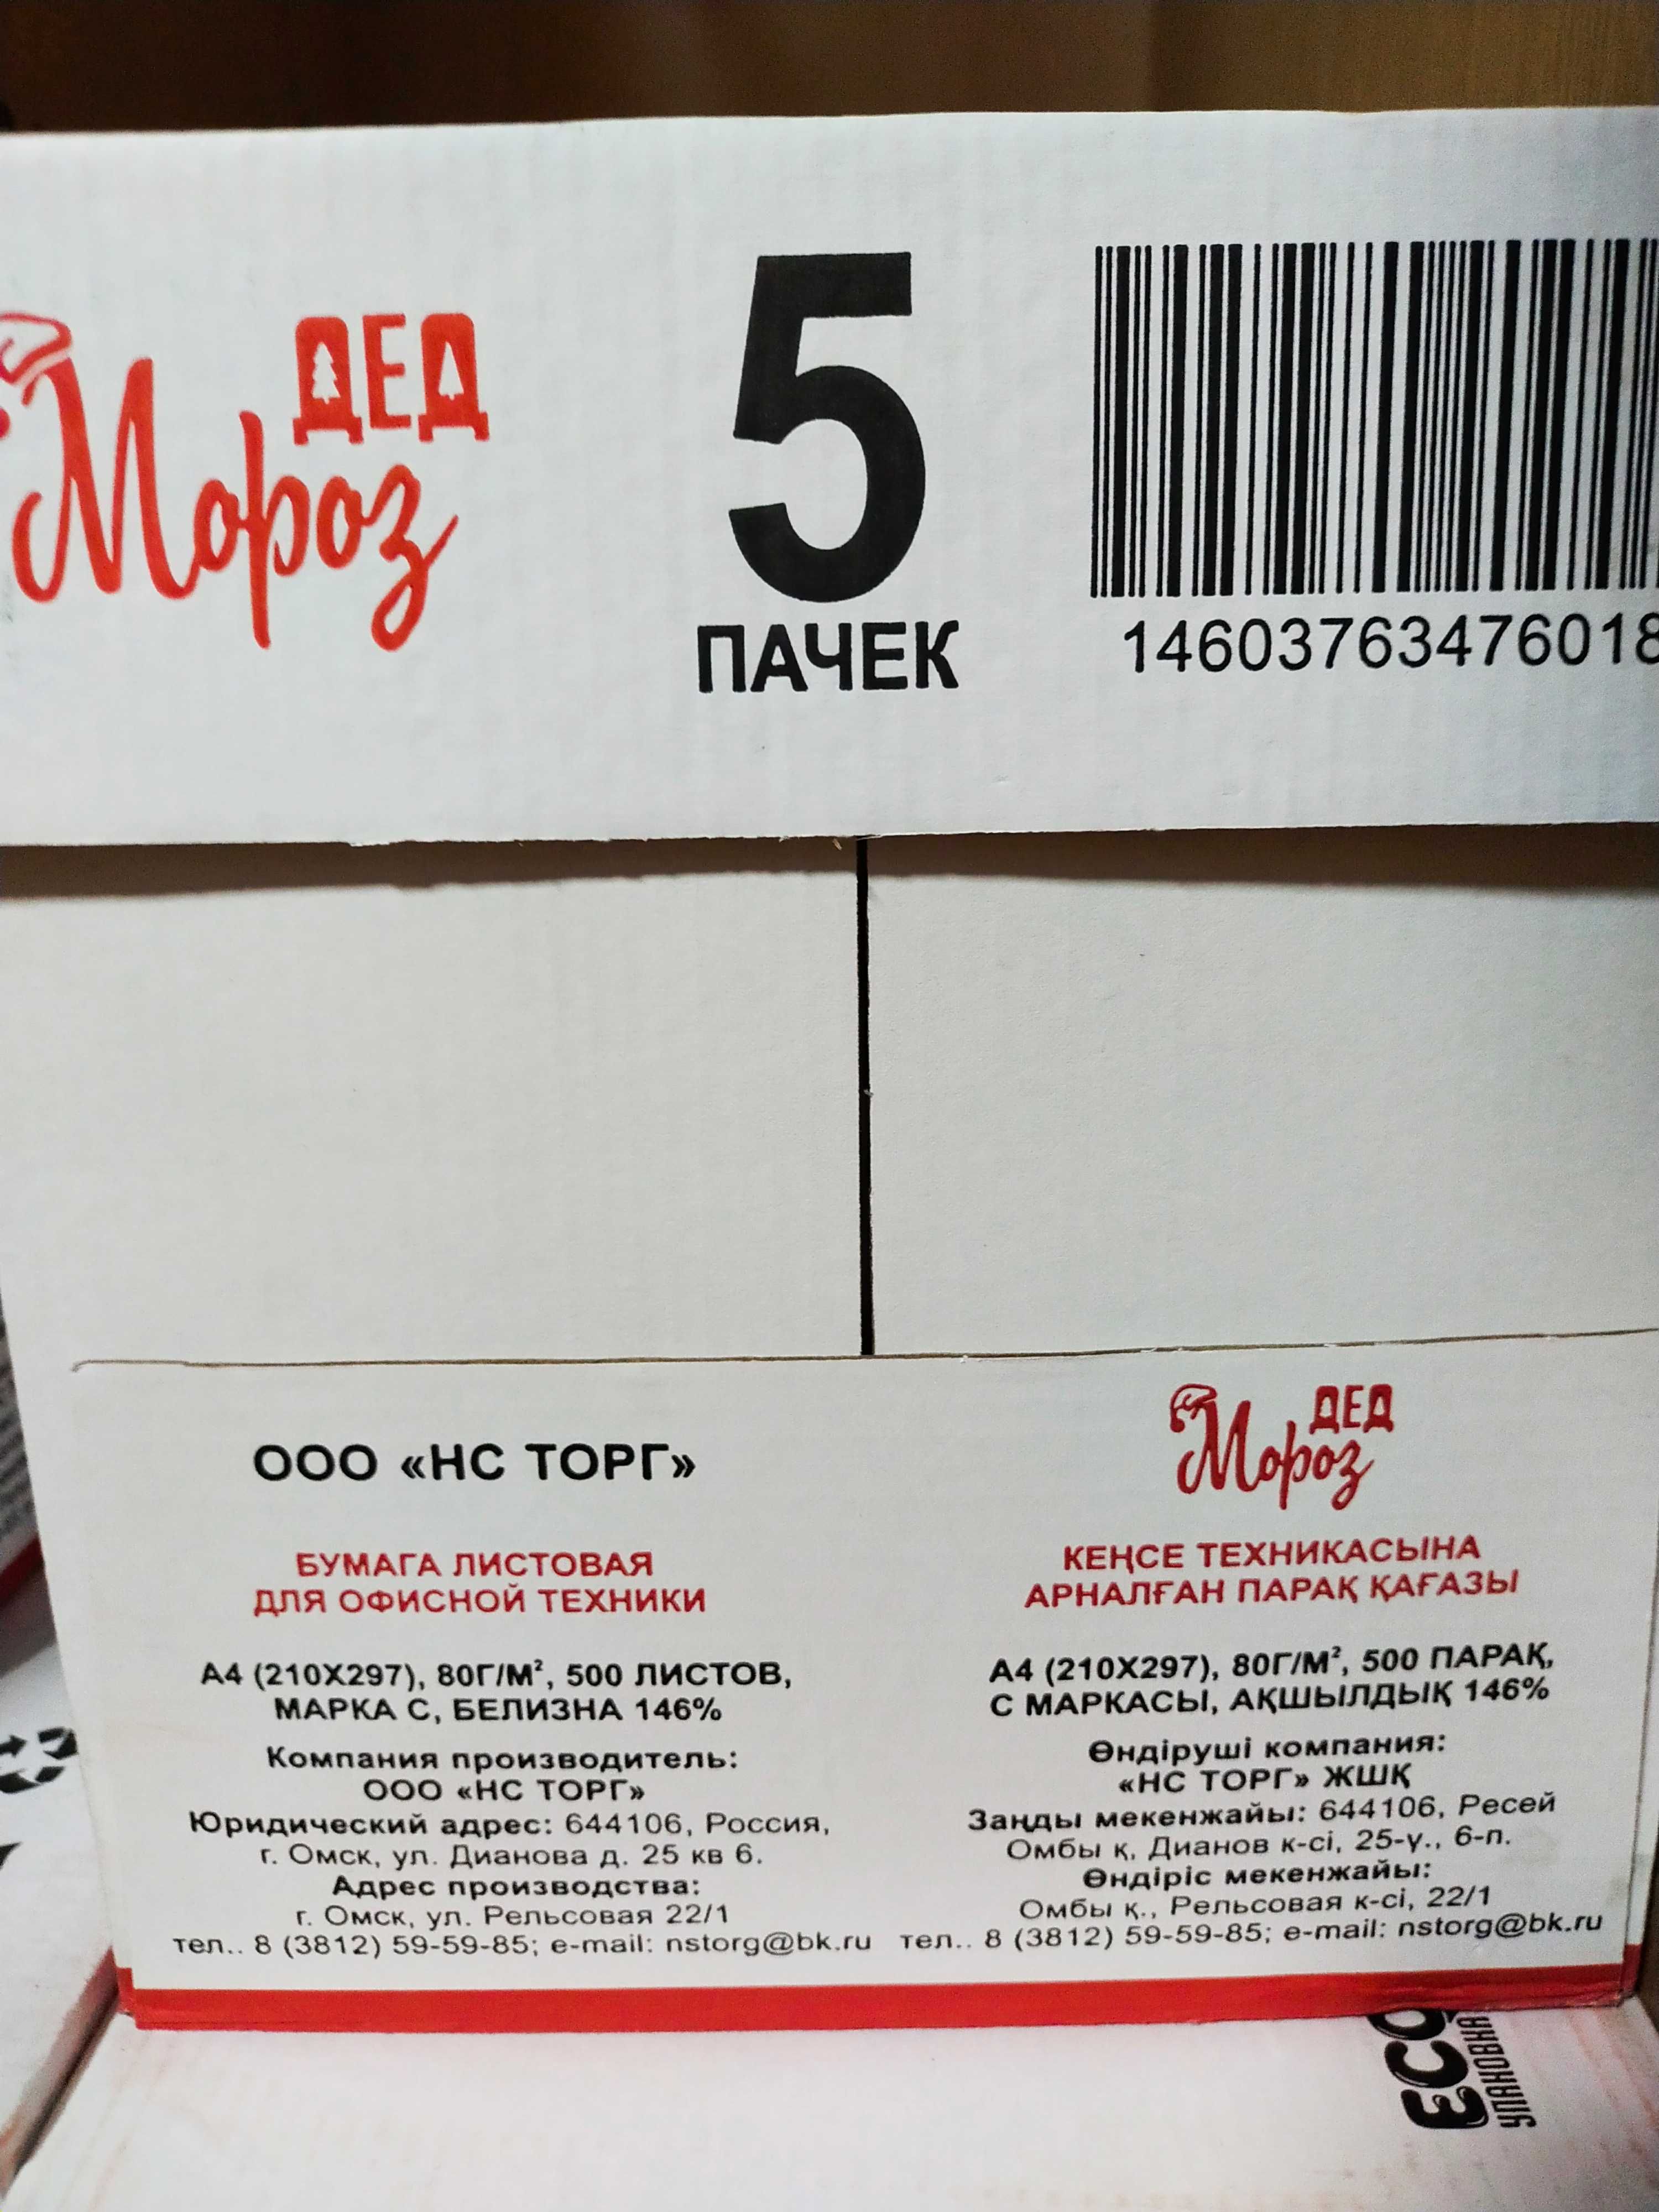 ДЕД
Мороз
5
ПАЧЕК
14603763476018
ООО «НС ТОРГ»
БУМАГА ЛИСТОВАЯ
ДЛЯ ОФИСНОЙ ТЕХНИКИ
А4 (210Х297), 80Г/М², 500 ЛИСТОВ,
МАРКА С, БЕЛИЗНА 146%
Компания производитель:
ООО «НС ТОРГ»
Юридический адрес: 644106, Россия,
г. Омск, ул. Дианова д. 25 кв 6.
Адрес производства:
г. Омск, ул. Рельсовая 22/1
тел.. 8 (3812) 59-59-85; e-mail: nstorg@bk.ru
ДЕД
Мороз
КЕҢСЕ ТЕХНИКАСЫНА
АРНАЛҒАН ПАРАҚ ҚАҒАЗЫ
А4 (210Х297), 80Г/М², 500 ПАРАҚ,
С МАРКАСЫ, АҚШЫЛДЫҚ 146%
Өндіруші компания:
«НС ТОРГ» ЖШҚ
Заңды мекенжайы: 644106, Ресей
Омбы қ, Дианов к-сі, 25-ү., 6-п.
Өндіріс мекенжайы:
Омбы қ., Рельсовая к-сі, 22/1
тел.. 8 (3812) 59-59-85; e-mail: nstorg@bk.ru
ECO
УПАКОВКА